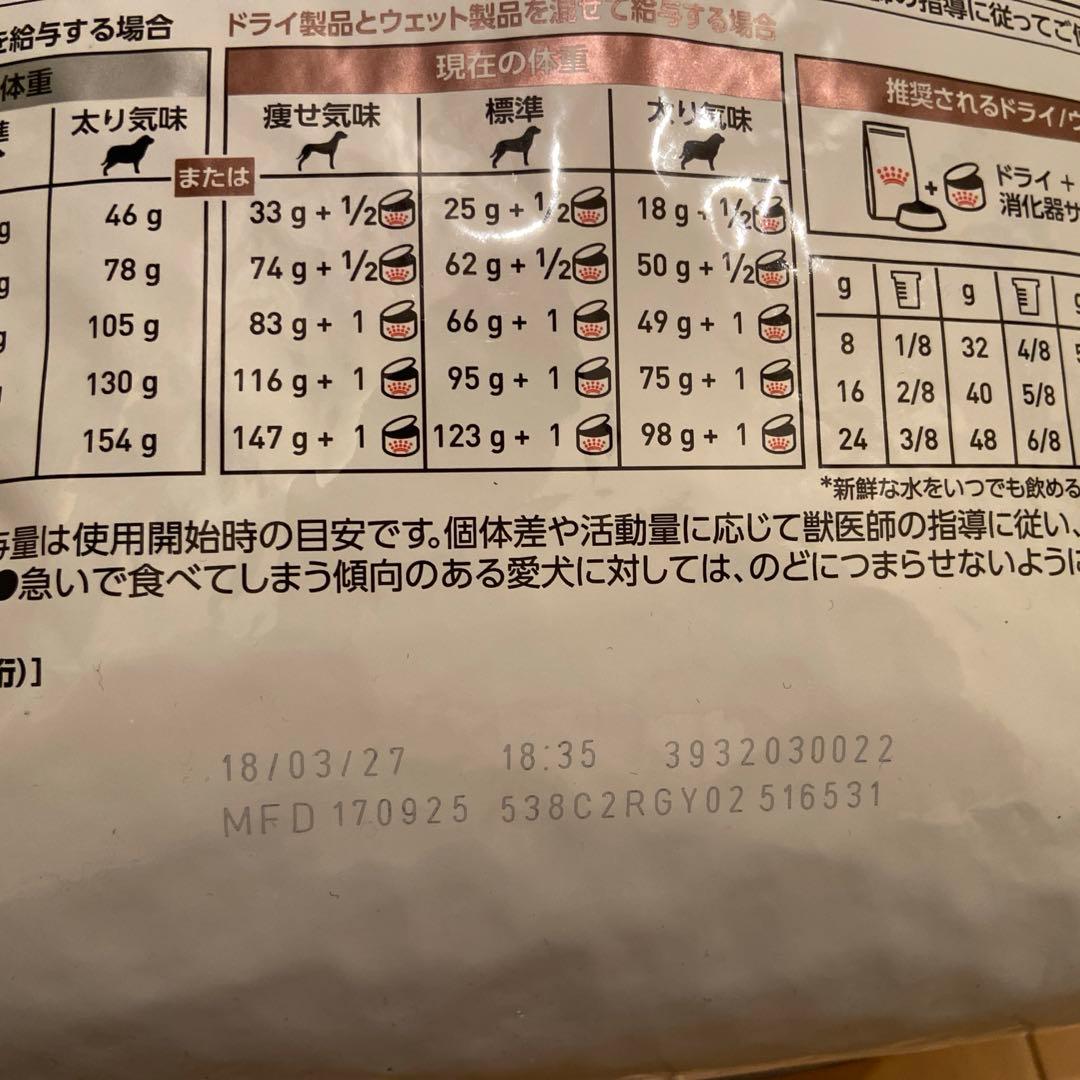 を給与する場合
ドライ製品とウェット製品を混ぜて給与する場合
の指導に従ってご使
体重
現在の体重
推奨されるドライ/ウ
準 太り気味 痩せ気味 標準 太り気味
または
ドライ +
消化器サ
g 46 g 33 g + 1/2 25 g + 1/2 18 g + 1/2
g 78 g 74 g + 1/2 62 g + 1/2 50 g + 1/2
g 105 g 83 g + 1 66 g + 1 49 g + 1
130 g 116 g + 1 95 g + 1 75 g + 1
154 g 147 g + 1 123 g + 1 98 g + 1
g g g
8 1/8 32 4/8 5
16 2/8 40 5/8
24 3/8 48 6/8
*新鮮な水をいつでも飲める
与量は使用開始時の目安です。個体差や活動量に応じて獣医師の指導に従い、
●急いで食べてしまう傾向のある愛犬に対しては、のどにつまらせないように
桁)]
18/03/27 18:35 3932030022
MFD 170925 538C2RGY02 516531